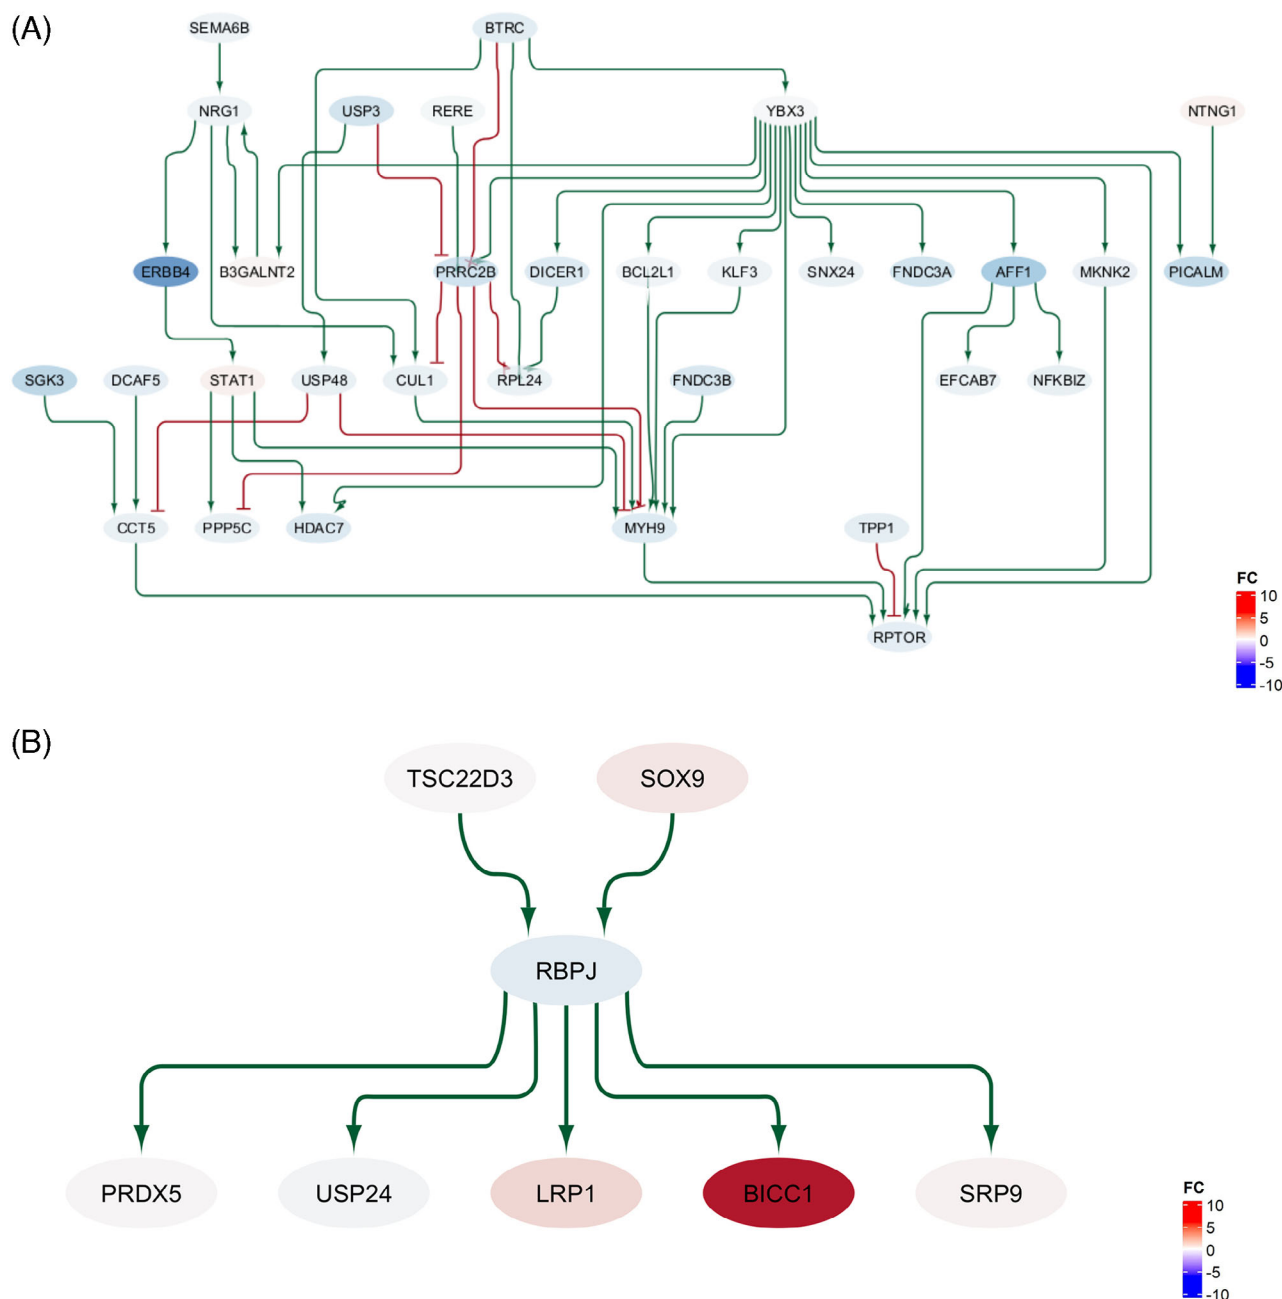 (A)
SEMA6B BTRC
NRG1 USP3 RERE YBX3 NTNG1
ERBB4 B3GALNT2 PRRC2B DICER1 BCL2L1 KLF3 SNX24 FNDC3A AFF1 MKNK2 PICALM
SGK3 DCAF5 STAT1 USP48 CUL1 RPL24 FNDC3B EFCAB7 NFKBIZ
CCT5 PPP5C HDAC7 MYH9 TPP1
RPTOR
FC
10
5
0
-5
-10
(B)
TSC22D3 SOX9
RBPJ
PRDX5 USP24 LRP1 BICC1 SRP9
FC
10
5
0
-5
-10